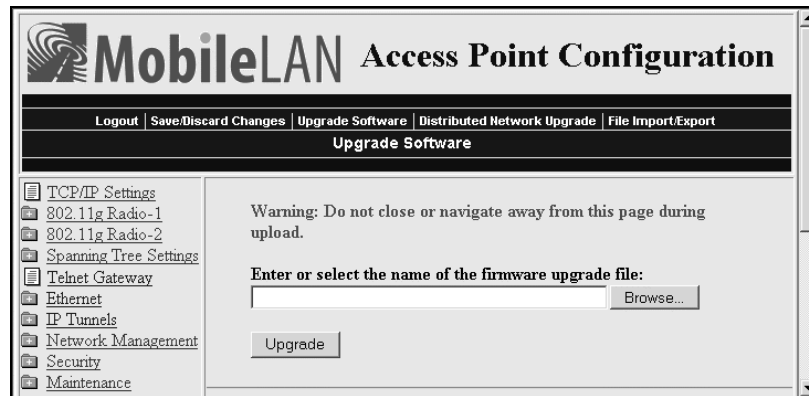 MobileLAN Access Point Configuration
Logout | Save/Discard Changes | Upgrade Software | Distributed Network Upgrade | File Import/Export
Upgrade Software
TCP/IP Settings
802.11g Radio-1
802.11g Radio-2
Spanning Tree Settings
Telnet Gateway
Ethernet
IP Tunnels
Network Management
Security
Maintenance
Warning: Do not close or navigate away from this page during
upload.
Enter or select the name of the firmware upgrade file:
Browse...
Upgrade